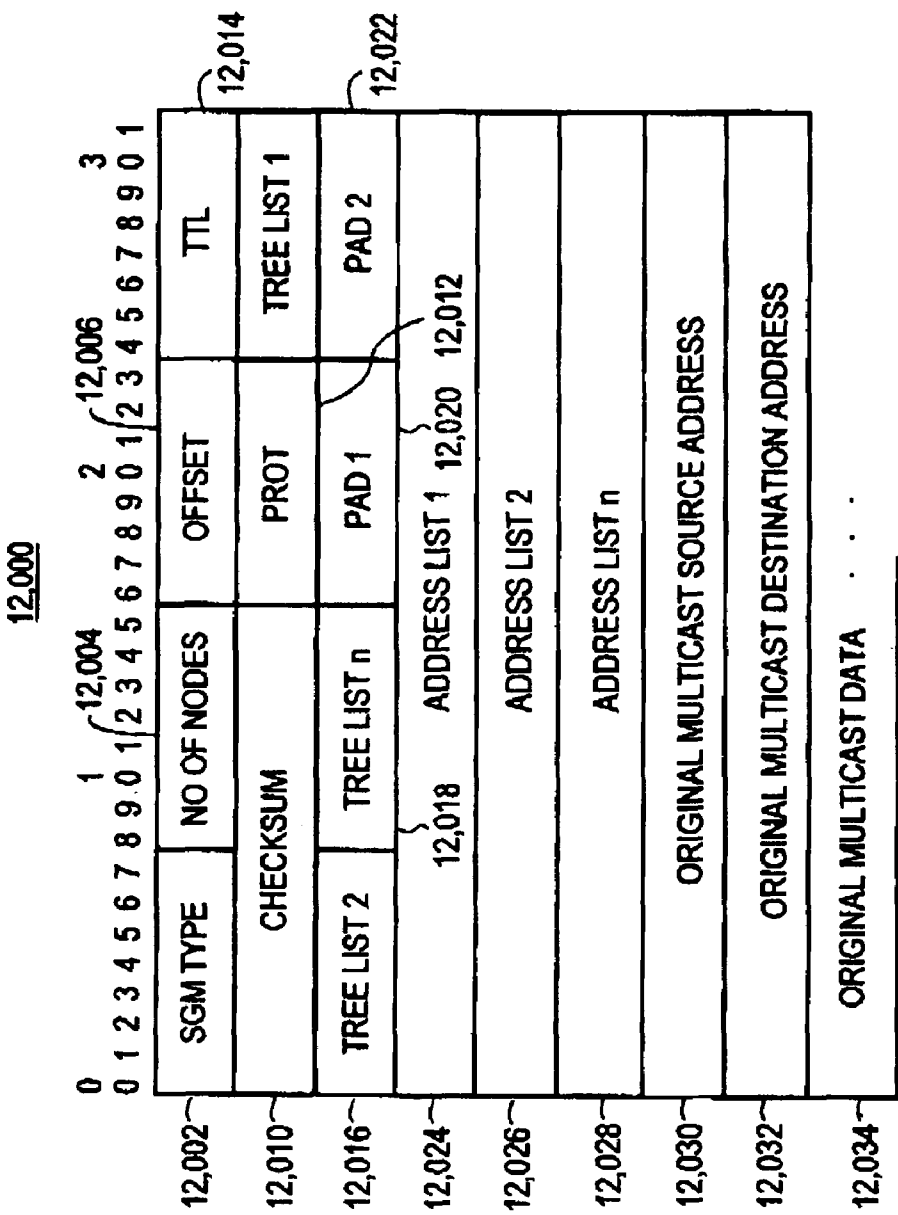 12,000
0 1 2 3
0 1 2 3 4 5 6 7 8 9 0 1 2 3 4 5 6 7 8 9 0 1 2 3 4 5 6 7 8 9 0 1
12,004 12,006
12,002 SGM TYPE NO OF NODES OFFSET TTL 12,014
12,010 CHECKSUM PROT TREE LIST 1
12,016 TREE LIST 2 TREE LIST n PAD 1 PAD 2 12,022
12,018 12,020 12,012
12,024 ADDRESS LIST 1
12,026 ADDRESS LIST 2
12,028 ADDRESS LIST n
12,030 ORIGINAL MULTICAST SOURCE ADDRESS
12,032 ORIGINAL MULTICAST DESTINATION ADDRESS
12,034 ORIGINAL MULTICAST DATA . . .